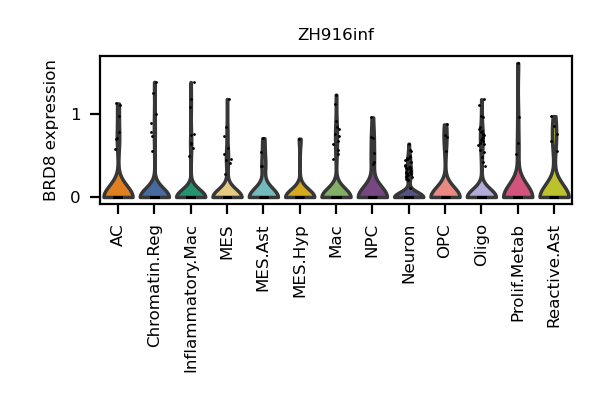 ZH916inf
BRD8 expression
1
0
AC
Chromatin.Reg
Inflammatory.Mac
MES
MES.Ast
MES.Hyp
Mac
NPC
Neuron
OPC
Oligo
Prolif.Metab
Reactive.Ast